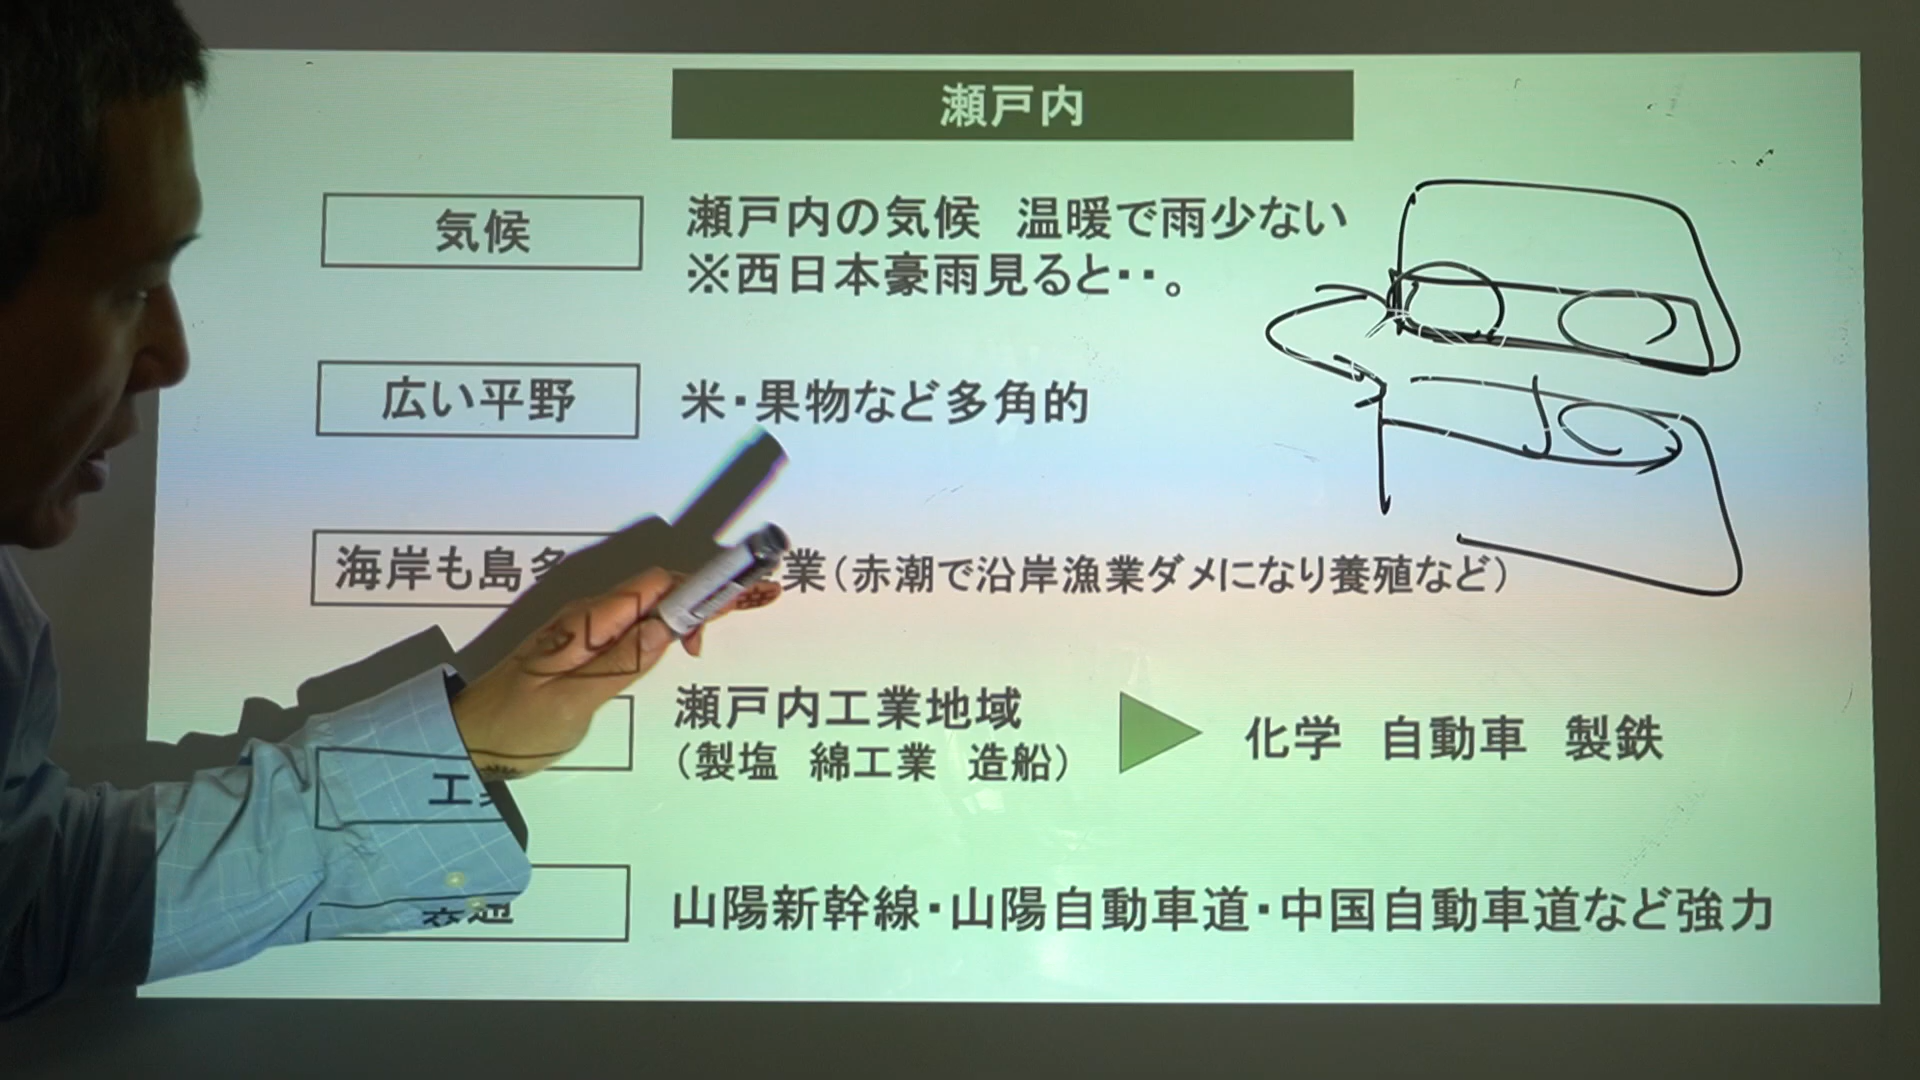 瀬戸内
気候
瀬戸内の気候　温暖で雨少ない
※西日本豪雨見ると・・。
広い平野
米・果物など多角的
海岸も島多
業（赤潮で沿岸漁業ダメになり養殖など）
瀬戸内工業地域
（製塩　綿工業　造船）
化学　自動車　製鉄
工業
交通
山陽新幹線・山陽自動車道・中国自動車道など強力